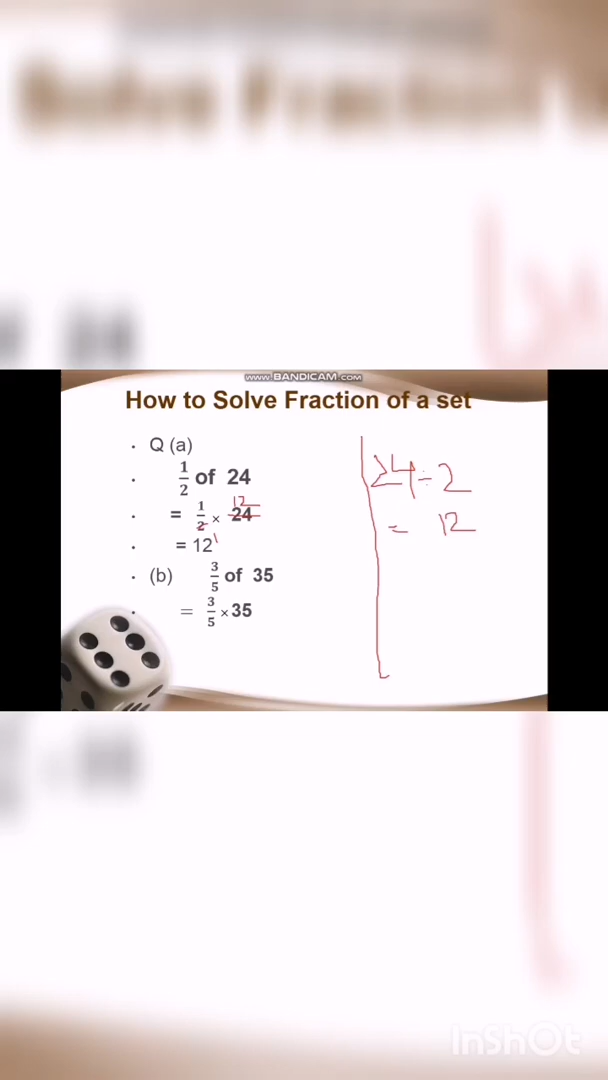 www.BANDICAM.com
How to Solve Fraction of a set
• Q (a)
• 1/2 of 24
• = 1/2 × 24 12
• = 12 1
• (b) 3/5 of 35
• = 3/5 × 35
24 ÷ 2
= 12
InShOt